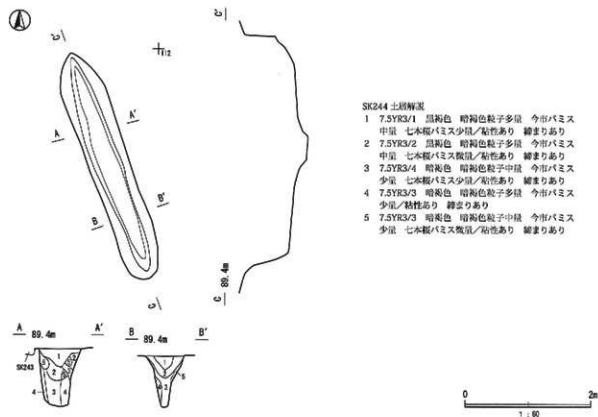 C'
C'
112
A'
A
B'
B
C
C 89.4m
A 89.4m A'
B 89.4m B'
SK243
1
2
3
4
5
SK244 土層解説
1 7.5YR3/1 黒褐色 暗褐色粒子多量 今市パミス
中量 七本桜パミス少量/粘性あり 締まりあり
2 7.5YR3/2 黒褐色 暗褐色粒子多量 今市パミス
中量 七本桜パミス微量/粘性あり 締まりあり
3 7.5YR3/4 暗褐色 暗褐色粒子中量 今市パミス
少量 七本桜パミス少量/粘性あり 締まりあり
4 7.5YR3/3 暗褐色 暗褐色粒子多量 今市パミス
少量/粘性あり 締まりあり
5 7.5YR3/3 暗褐色 暗褐色粒子中量 今市パミス
少量 七本桜パミス微量/粘性あり 締まりあり
0 2m
1:60